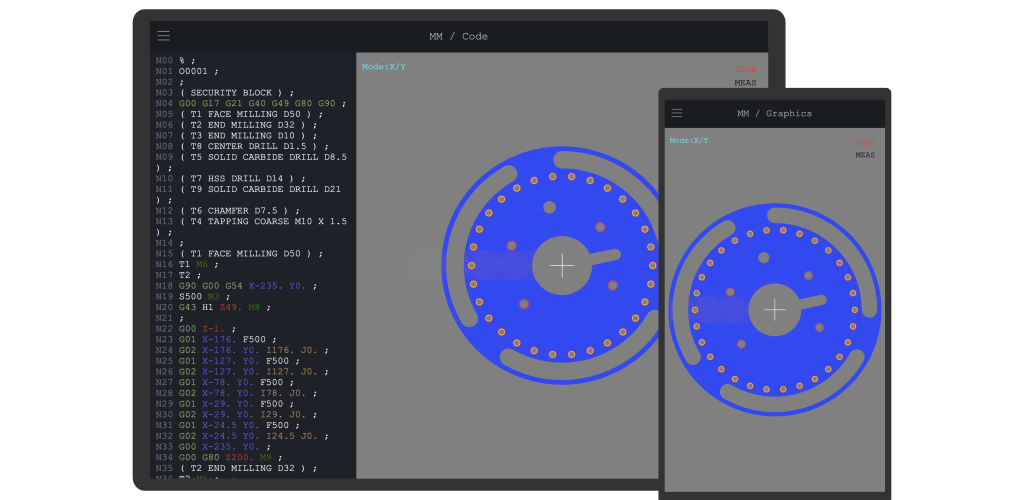 MM / Code
N00 % ;
N01 O0001 ;
N02 ;
N03 ( SECURITY BLOCK ) ;
N04 G00 G17 G21 G40 G49 G80 G90 ;
N05 ( T1 FACE MILLING D50 ) ;
N06 ( T2 END MILLING D32 ) ;
N07 ( T3 END MILLING D10 ) ;
N08 ( T8 CENTER DRILL D1.5 ) ;
N09 ( T5 SOLID CARBIDE DRILL D8.5
) ;
N10 ( T7 HSS DRILL D14 ) ;
N11 ( T9 SOLID CARBIDE DRILL D21
) ;
N12 ( T6 CHAMFER D7.5 ) ;
N13 ( T4 TAPPING COARSE M10 X 1.5
) ;
N14 ;
N15 ( T1 FACE MILLING D50 ) ;
N16 T1 M6 ;
N17 T2 ;
N18 G90 G00 G54 X-235. Y0. ;
N19 S500 M3 ;
N20 G43 H1 Z49. M8 ;
N21 ;
N22 G00 Z-1. ;
N23 G01 X-176. F500 ;
N24 G02 X-176. Y0. I176. J0. ;
N25 G01 X-127. Y0. F500 ;
N26 G02 X-127. Y0. I127. J0. ;
N27 G01 X-78. Y0. F500 ;
N28 G02 X-78. Y0. I78. J0. ;
N29 G01 X-29. Y0. F500 ;
N30 G02 X-29. Y0. I29. J0. ;
N31 G01 X-24.5 Y0. F500 ;
N32 G02 X-24.5 Y0. I24.5 J0. ;
N33 G00 X-235. Y0. ;
N34 G00 G80 Z200. M9 ;
N35 ( T2 END MILLING D32 ) ;
Mode:X/Y
MEAS
MM / Graphics
Mode:X/Y
MEAS